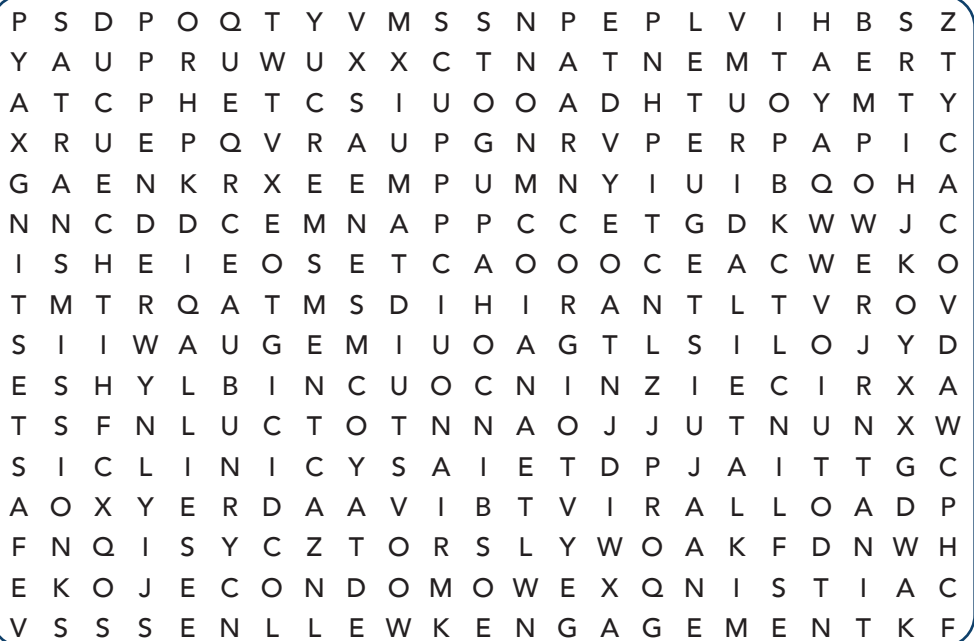 P S D P O Q T Y V M S S N P E P L V I H B S Z
Y A U P R U W U X X C T N A T N E M T A E R T
A T C P H E T C S I U O O A D H T U O Y M T Y
X R U E P Q V R A U P G N R V P E R P A P I C
G A E N K R X E E M P U M N Y I U I B Q O H A
N N C D D C E M N A P P C C E T G D K W W J C
I S H E I E O S E T C A O O O C E A C W E K O
T M T R Q A T M S D I H I R A N T L T V R O V
S I I W A U G E M I U O A G T L S I L O J Y D
E S H Y L B I N C U O C N I N Z I E C I R X A
T S F N L U C T O T N N A O J J U T N U N X W
S I C L I N I C Y S A I E T D P J A I T T G C
A O X Y E R D A A V I B T V I R A L L O A D P
F N Q I S Y C Z T O R S L Y W O A K F D N W H
E K O J E C O N D O M O W E X Q N I S T I A C
V S S S E N L L E W K E N G A G E M E N T K F